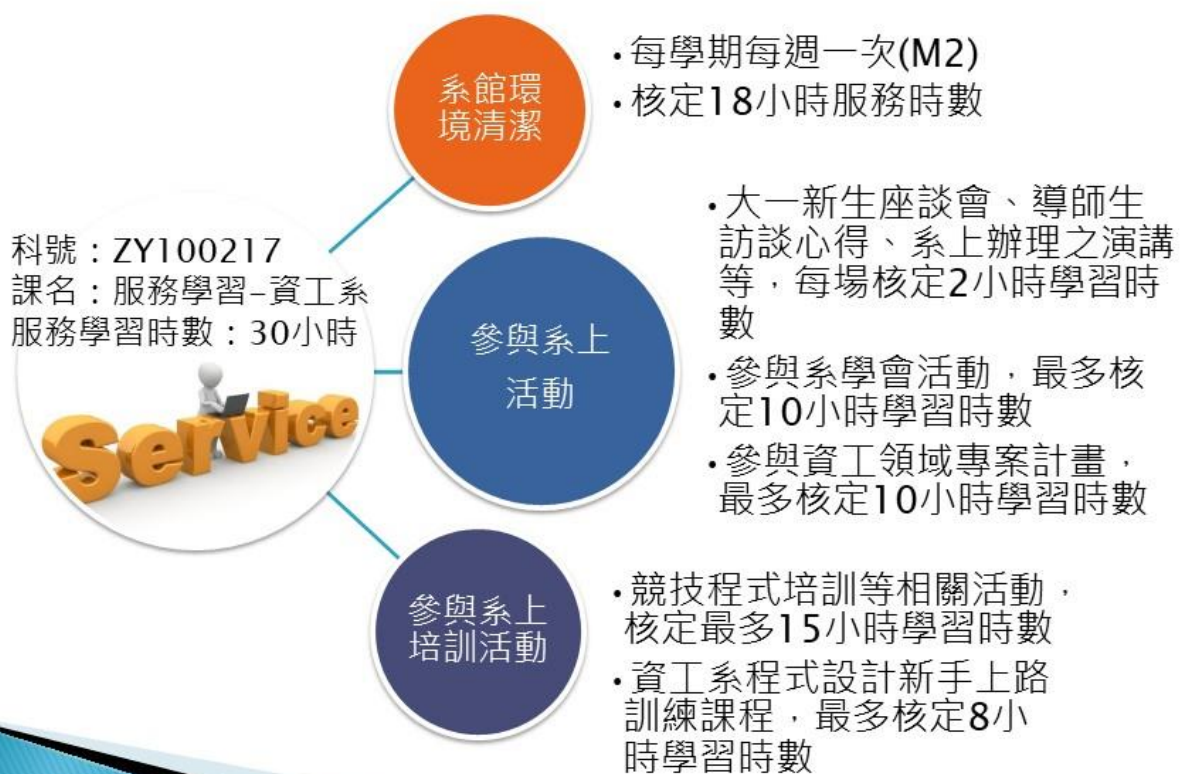 系館環
境清潔
•每學期每週一次(M2)
•核定18小時服務時數
科號：ZY100217
課名：服務學習-資工系
服務學習時數：30小時
Service
參與系上
活動
•大一新生座談會、導師生
訪談心得、系上辦理之演講
等，每場核定2小時學習時
數
•參與系學會活動，最多核
定10小時學習時數
•參與資工領域專案計畫，
最多核定10小時學習時數
參與系上
培訓活動
•競技程式培訓等相關活動，
核定最多15小時學習時數
•資工系程式設計新手上路
訓練課程，最多核定8小
時學習時數